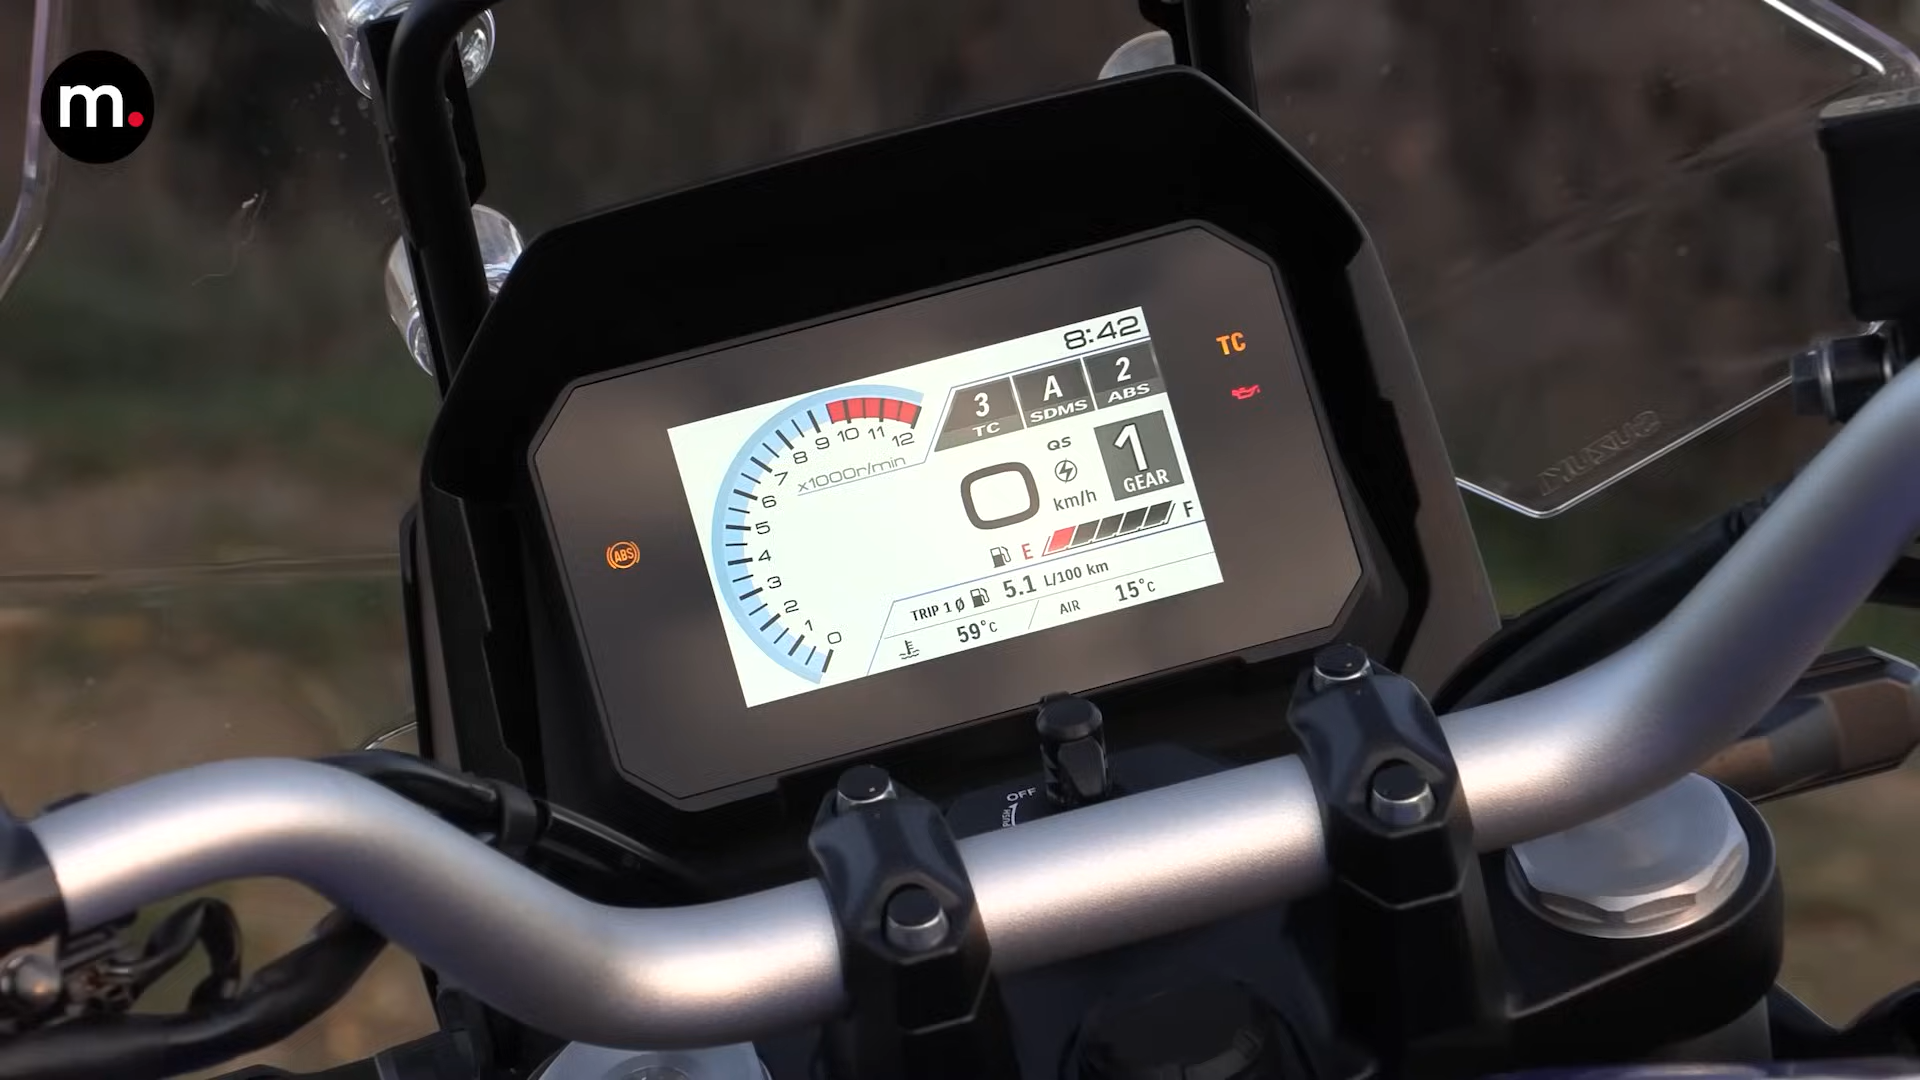 m.
8:42
TC
3
TC
A
SDMS
2
ABS
9 10 11 12
8
7
6
5
4
3
2
1
0
x1000r/min
QS
0
km/h
1
GEAR
E
F
TRIP 1 Ø 5.1 L/100 km
59°C
AIR 15°C
ABS
SUZUKI
OFF
PUSH